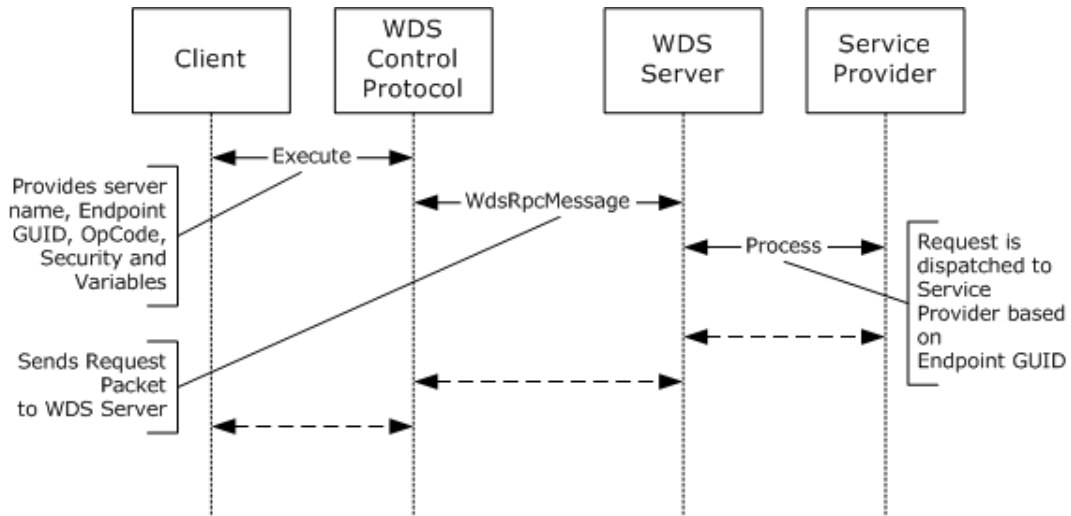 Client
WDS
Control
Protocol
WDS
Server
Service
Provider
Execute
Provides server
name, Endpoint
GUID, OpCode,
Security and
Variables
WdsRpcMessage
Process
Request is
dispatched to
Service
Provider based
on
Endpoint GUID
Sends Request
Packet
to WDS Server